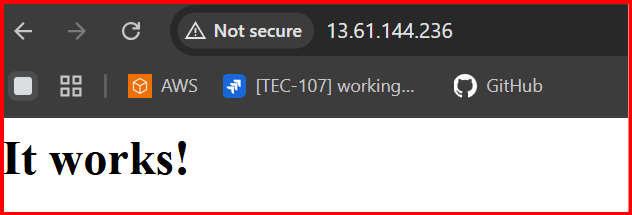 Not secure 13.61.144.236
AWS [TEC-107] working... GitHub
It works!